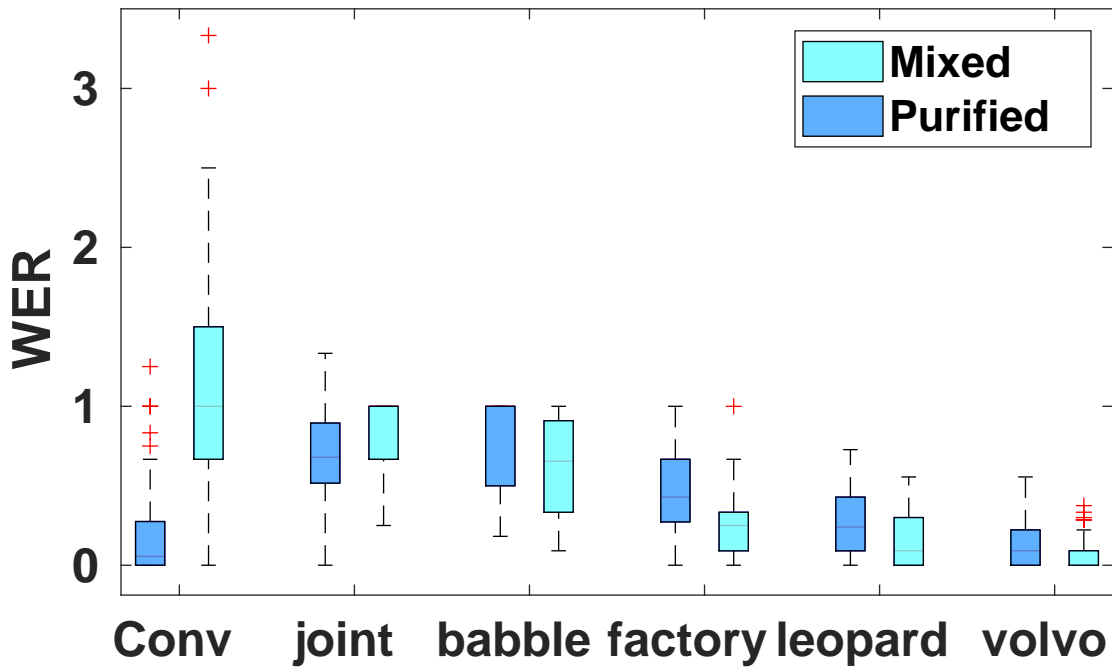 Mixed
Purified
WER
3
2
1
0
Conv joint babble factory leopard volvo